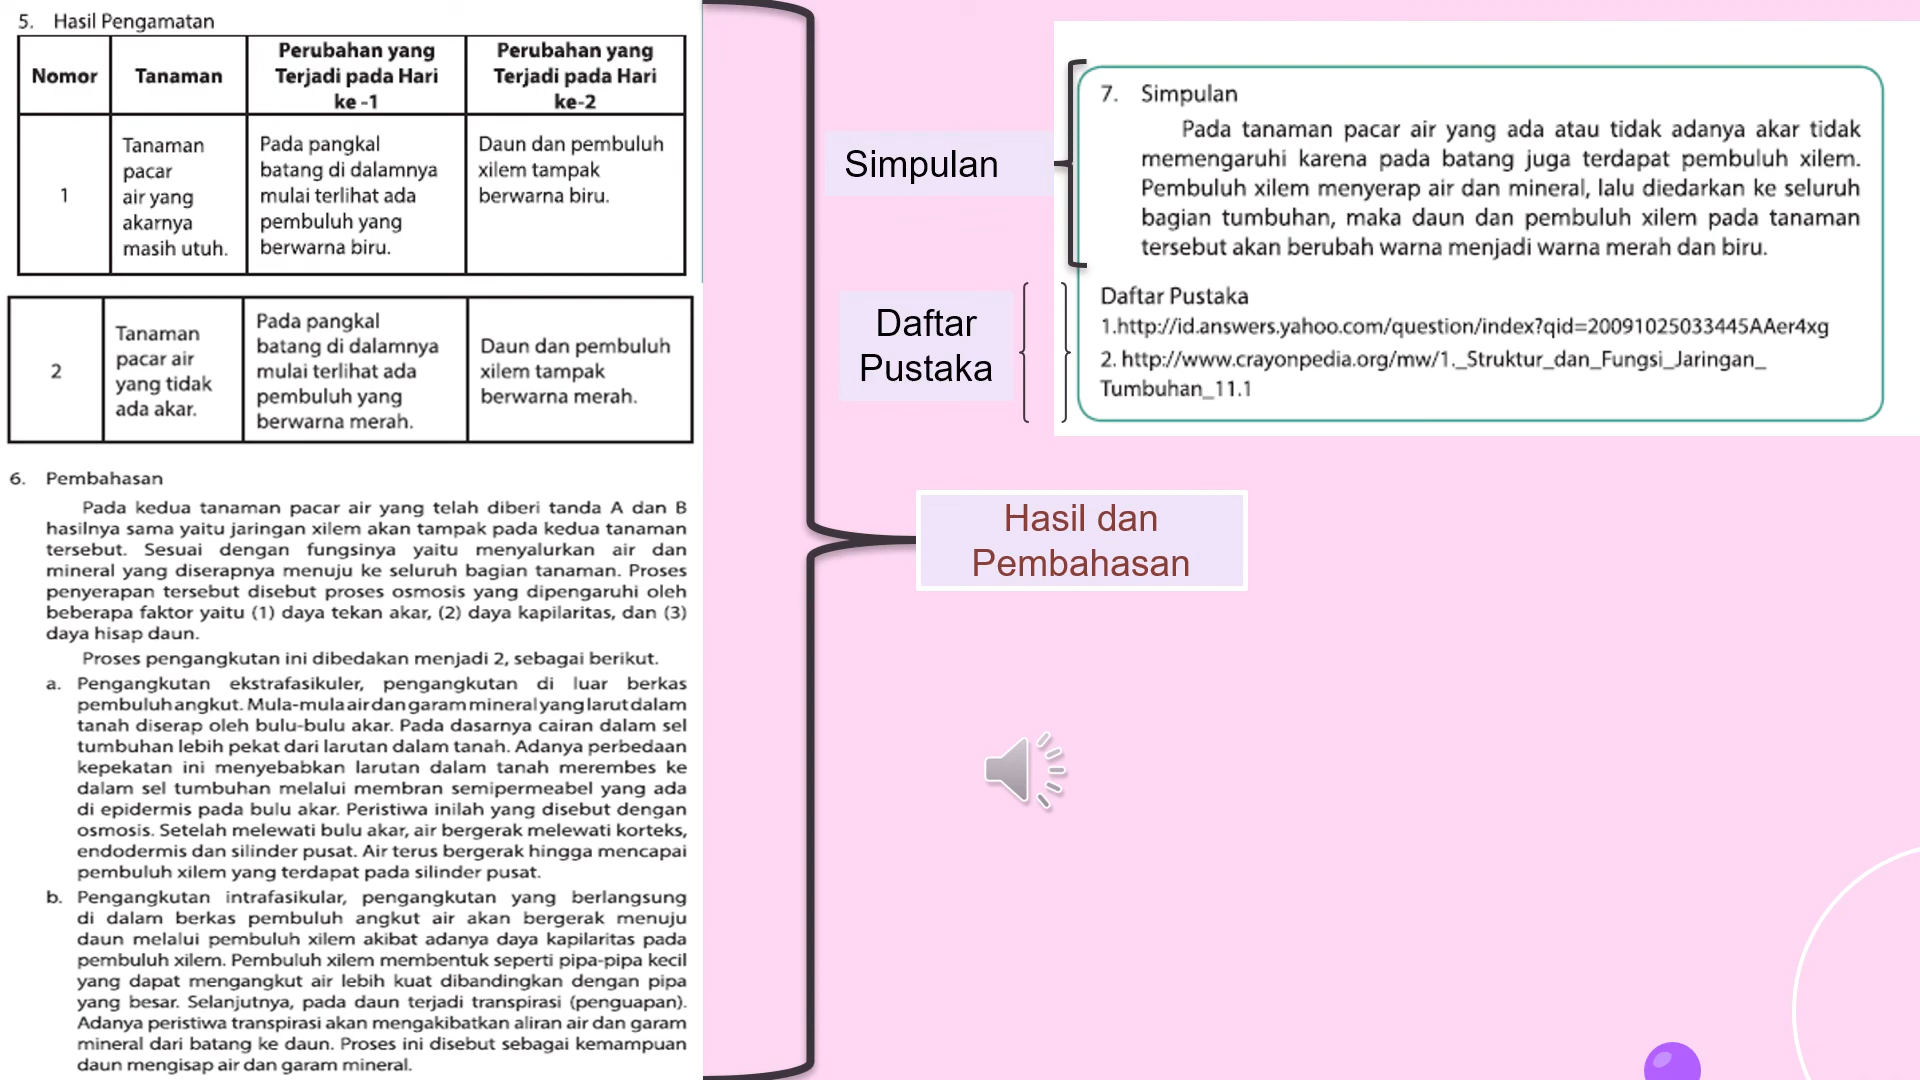 5. Hasil Pengamatan
Nomor
Tanaman
Perubahan yang
Terjadi pada Hari
ke -1
Perubahan yang
Terjadi pada Hari
ke-2
1
Tanaman
pacar
air yang
akarnya
masih utuh.
Pada pangkal
batang di dalamnya
mulai terlihat ada
pembuluh yang
berwarna biru.
Daun dan pembuluh
xilem tampak
berwarna biru.
2
Tanaman
pacar air
yang tidak
ada akar.
Pada pangkal
batang di dalamnya
mulai terlihat ada
pembuluh yang
berwarna merah.
Daun dan pembuluh
xilem tampak
berwarna merah.
6. Pembahasan
Pada kedua tanaman pacar air yang telah diberi tanda A dan B
hasilnya sama yaitu jaringan xilem akan tampak pada kedua tanaman
tersebut. Sesuai dengan fungsinya yaitu menyalurkan air dan
mineral yang diserapnya menuju ke seluruh bagian tanaman. Proses
penyerapan tersebut disebut proses osmosis yang dipengaruhi oleh
beberapa faktor yaitu (1) daya tekan akar, (2) daya kapilaritas, dan (3)
daya hisap daun.
Proses pengangkutan ini dibedakan menjadi 2, sebagai berikut.
a. Pengangkutan ekstrafasikuler, pengangkutan di luar berkas
pembuluh angkut. Mula-mula air dan garam mineral yang larut dalam
tanah diserap oleh bulu-bulu akar. Pada dasarnya cairan dalam sel
tumbuhan lebih pekat dari larutan dalam tanah. Adanya perbedaan
kepekatan ini menyebabkan larutan dalam tanah merembes ke
dalam sel tumbuhan melalui membran semipermeabel yang ada
di epidermis pada bulu akar. Peristiwa inilah yang disebut dengan
osmosis. Setelah melewati bulu akar, air bergerak melewati korteks,
endodermis dan silinder pusat. Air terus bergerak hingga mencapai
pembuluh xilem yang terdapat pada silinder pusat.
b. Pengangkutan intrafasikular, pengangkutan yang berlangsung
di dalam berkas pembuluh angkut air akan bergerak menuju
daun melalui pembuluh xilem akibat adanya daya kapilaritas pada
pembuluh xilem. Pembuluh xilem membentuk seperti pipa-pipa kecil
yang dapat mengangkut air lebih kuat dibandingkan dengan pipa
yang besar. Selanjutnya, pada daun terjadi transpirasi (penguapan).
Adanya peristiwa transpirasi akan mengakibatkan aliran air dan garam
mineral dari batang ke daun. Proses ini disebut sebagai kemampuan
daun mengisap air dan garam mineral.
Simpulan
7. Simpulan
Pada tanaman pacar air yang ada atau tidak adanya akar tidak
memengaruhi karena pada batang juga terdapat pembuluh xilem.
Pembuluh xilem menyerap air dan mineral, lalu diedarkan ke seluruh
bagian tumbuhan, maka daun dan pembuluh xilem pada tanaman
tersebut akan berubah warna menjadi warna merah dan biru.
Daftar
Pustaka
Daftar Pustaka
1.http://id.answers.yahoo.com/question/index?qid=20091025033445AAer4xg
2. http://www.crayonpedia.org/mw/1._Struktur_dan_Fungsi_Jaringan_
Tumbuhan_11.1
Hasil dan
Pembahasan